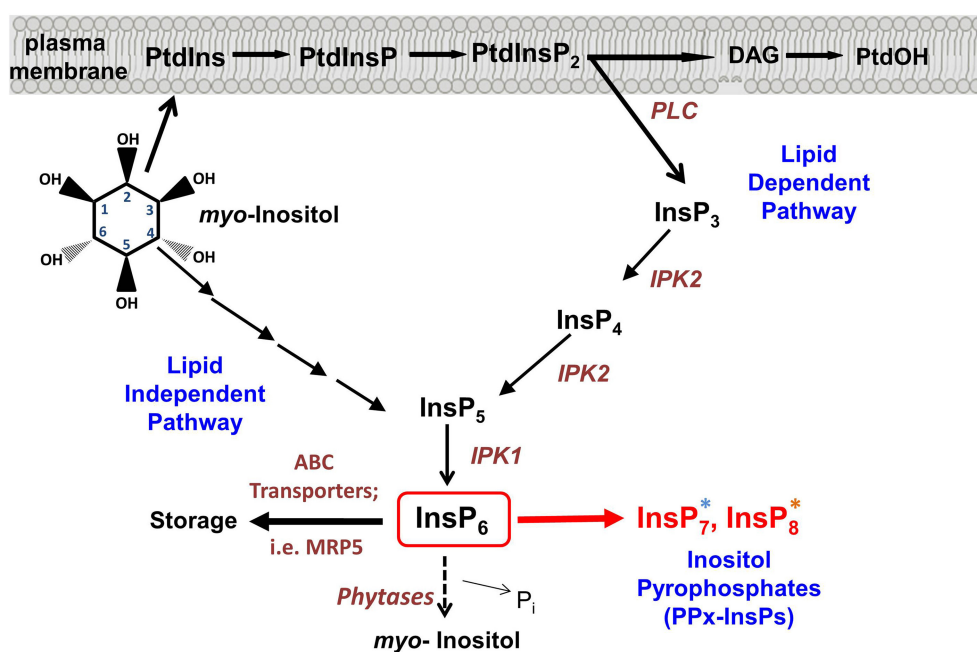 plasma
membrane
PtdIns
PtdInsP
PtdInsP₂
DAG
PtdOH
PLC
OH
OH
OH
OH
OH
OH
1
2
3
4
5
6
myo-Inositol
Lipid
Dependent
Pathway
InsP₃
IPK2
InsP₄
IPK2
Lipid
Independent
Pathway
InsP₅
IPK1
ABC
Transporters;
i.e. MRP5
Storage
InsP₆
InsP₇*, InsP₈*
Inositol
Pyrophosphates
(PPx-InsPs)
Phytases
Pᵢ
myo- Inositol